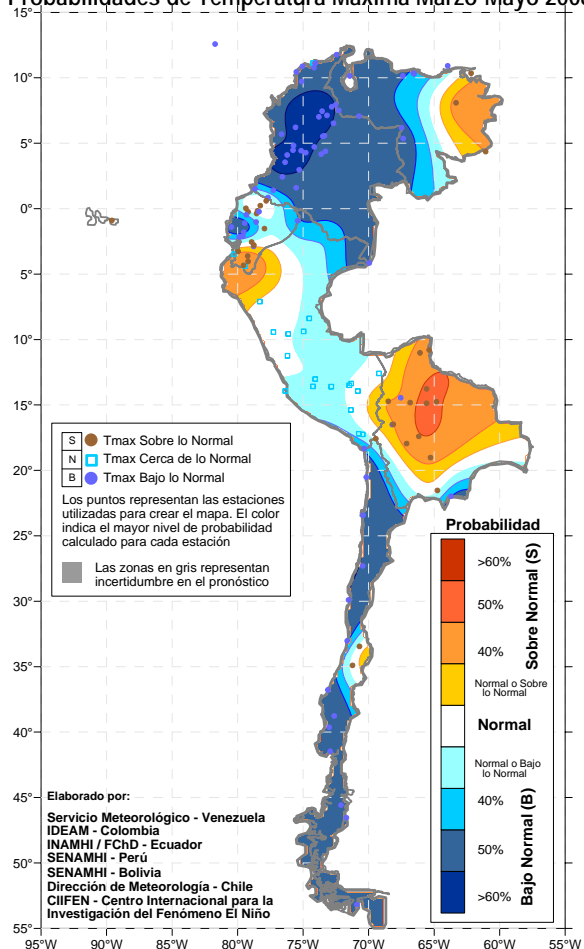 Probabilidades de Temperatura Máxima Marzo-Mayo
15°
10°
5°
0°
5°
10°
15°
20°
25°
30°
35°
40°
45°
50°
55°
95°W
90°W
85°W
80°W
75°W
70°W
65°W
60°W
55°W
S Tmax Sobre lo Normal
N Tmax Cerca de lo Normal
B Tmax Bajo lo Normal
Los puntos representan las estaciones
utilizadas para crear el mapa. El color
indica el mayor nivel de probabilidad
calculado para cada estación
Las zonas en gris representan
incertidumbre en el pronóstico
Probabilidad
>60%
50%
40%
Normal o Sobre
lo Normal
Normal
Normal o Bajo
lo Normal
40%
50%
>60%
Sobre Normal (S)
Bajo Normal (B)
Elaborado por:
Servicio Meteorológico - Venezuela
IDEAM - Colombia
INAMHI / FChD - Ecuador
SENAMHI - Perú
SENAMHI - Bolivia
Dirección de Meteorología - Chile
CIIFEN - Centro Internacional para la
Investigación del Fenómeno El Niño